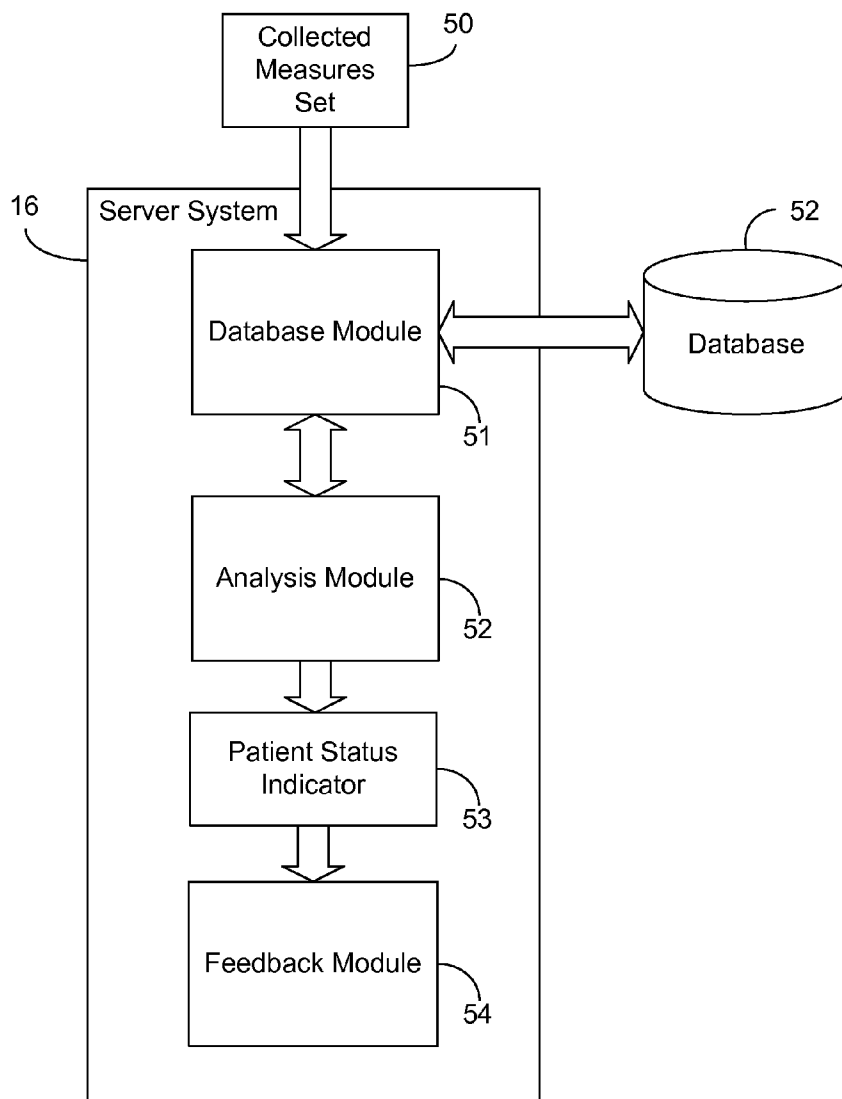 Collected
Measures
Set
50
16
Server System
52
Database Module
Database
51
Analysis Module
52
Patient Status
Indicator
53
Feedback Module
54